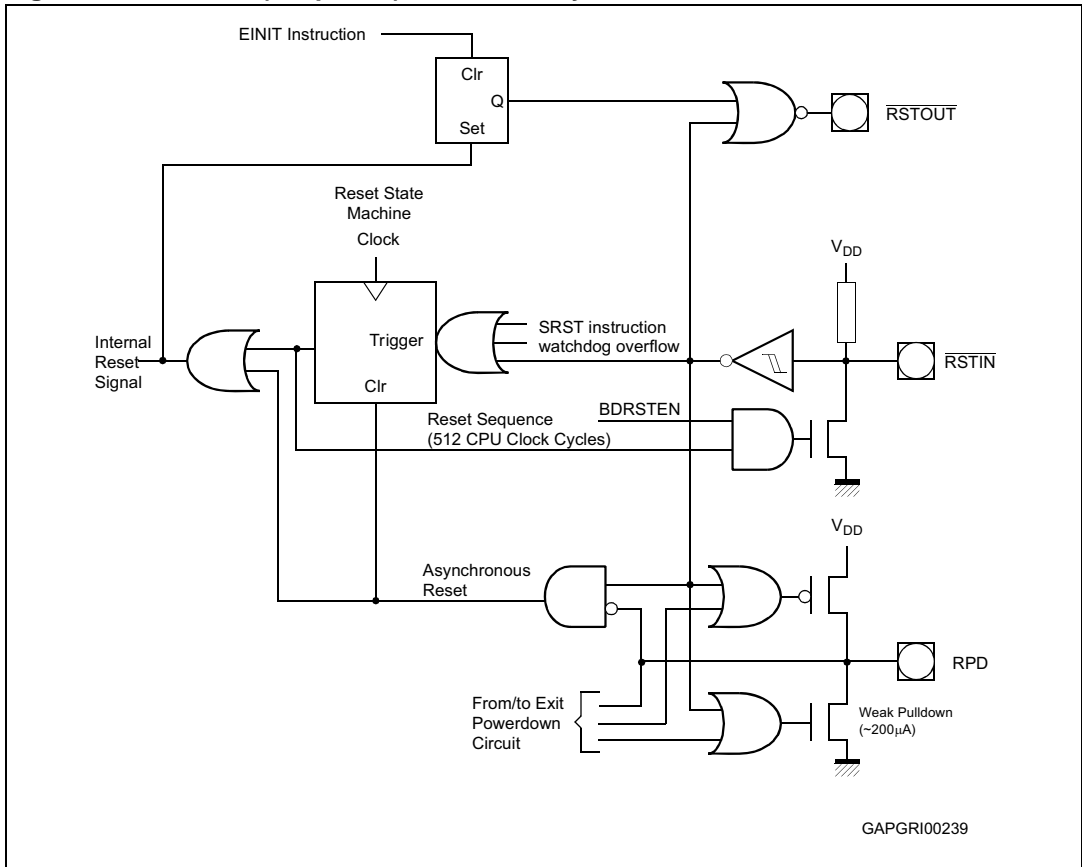 EINIT Instruction
Clr
Q
Set
RSTOUT
Reset State
Machine
Clock
VDD
Internal
Reset
Signal
Trigger
Clr
SRST instruction
watchdog overflow
RSTIN
BDRSTEN
Reset Sequence
(512 CPU Clock Cycles)
VDD
Asynchronous
Reset
RPD
From/to Exit
Powerdown
Circuit
Weak Pulldown
(~200μA)
GAPGRI00239